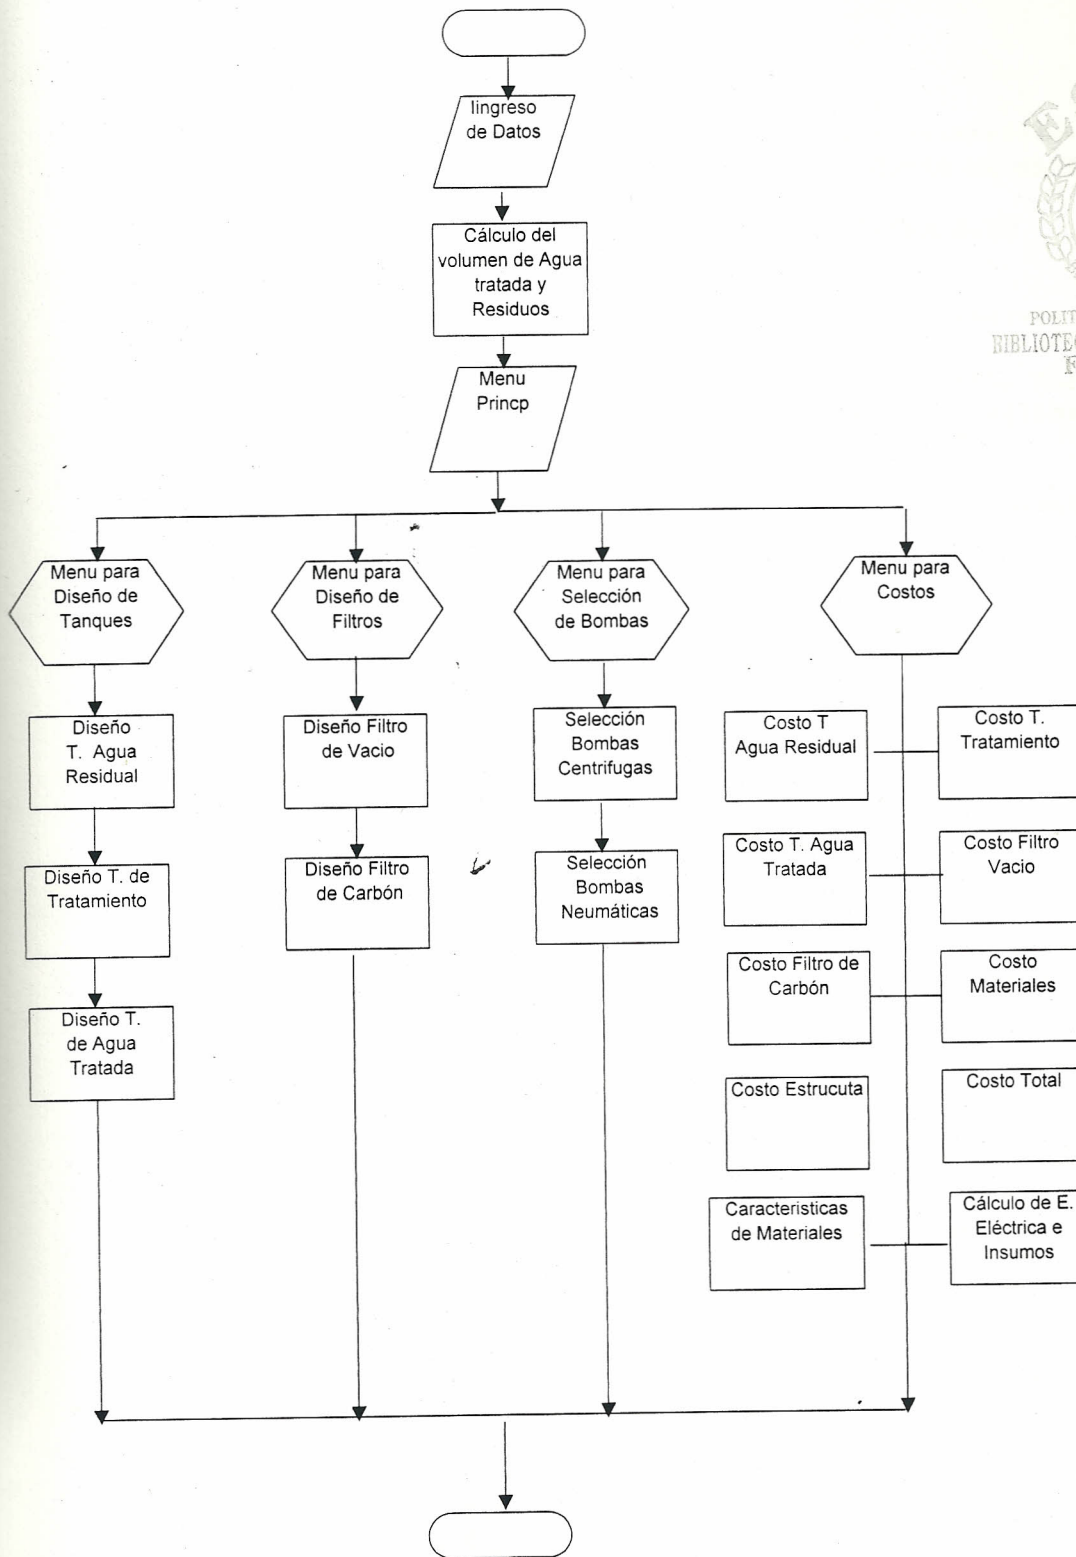 Iingreso
de Datos
Cálculo del
volumen de Agua
tratada y
Residuos
Menu
Princp
Menu para
Diseño de
Tanques
Menu para
Diseño de
Filtros
Menu para
Selección
de Bombas
Menu para
Costos
Diseño
T. Agua
Residual
Diseño T. de
Tratamiento
Diseño T.
de Agua
Tratada
Diseño Filtro
de Vacio
Diseño Filtro
de Carbón
Selección
Bombas
Centrifugas
Selección
Bombas
Neumáticas
Costo T
Agua Residual
Costo T.
Tratamiento
Costo T. Agua
Tratada
Costo Filtro
Vacio
Costo Filtro de
Carbón
Costo
Materiales
Costo Estrucuta
Costo Total
Caracteristicas
de Materiales
Cálculo de E.
Eléctrica e
Insumos